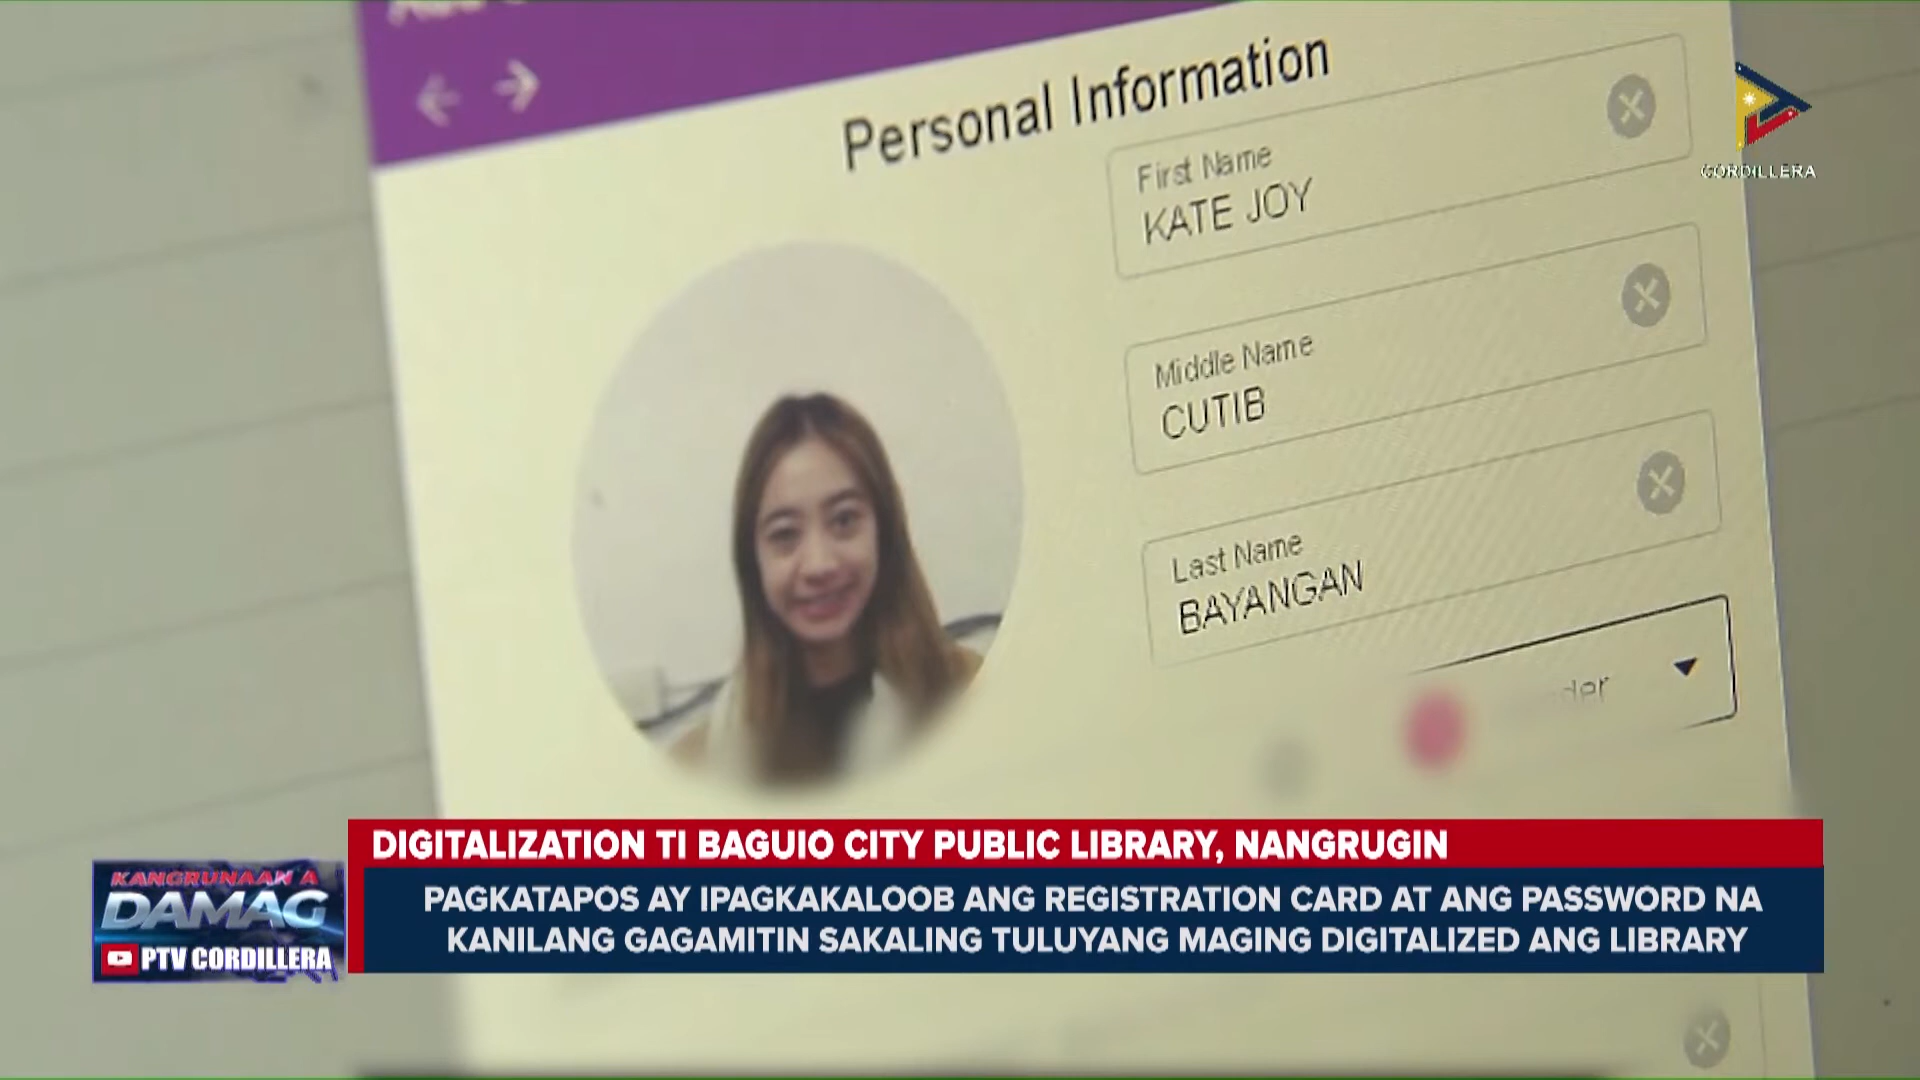 Personal Information
First Name
KATE JOY
Middle Name
CUTIB
Last Name
BAYANGAN
CORDILLERA
DIGITALIZATION TI BAGUIO CITY PUBLIC LIBRARY, NANGRUGIN
PAGKATAPOS AY IPAGKAKALOOB ANG REGISTRATION CARD AT ANG PASSWORD NA
KANILANG GAGAMITIN SAKALING TULUYANG MAGING DIGITALIZED ANG LIBRARY
KANGRUNAAN A
DAMAG
PTV CORDILLERA